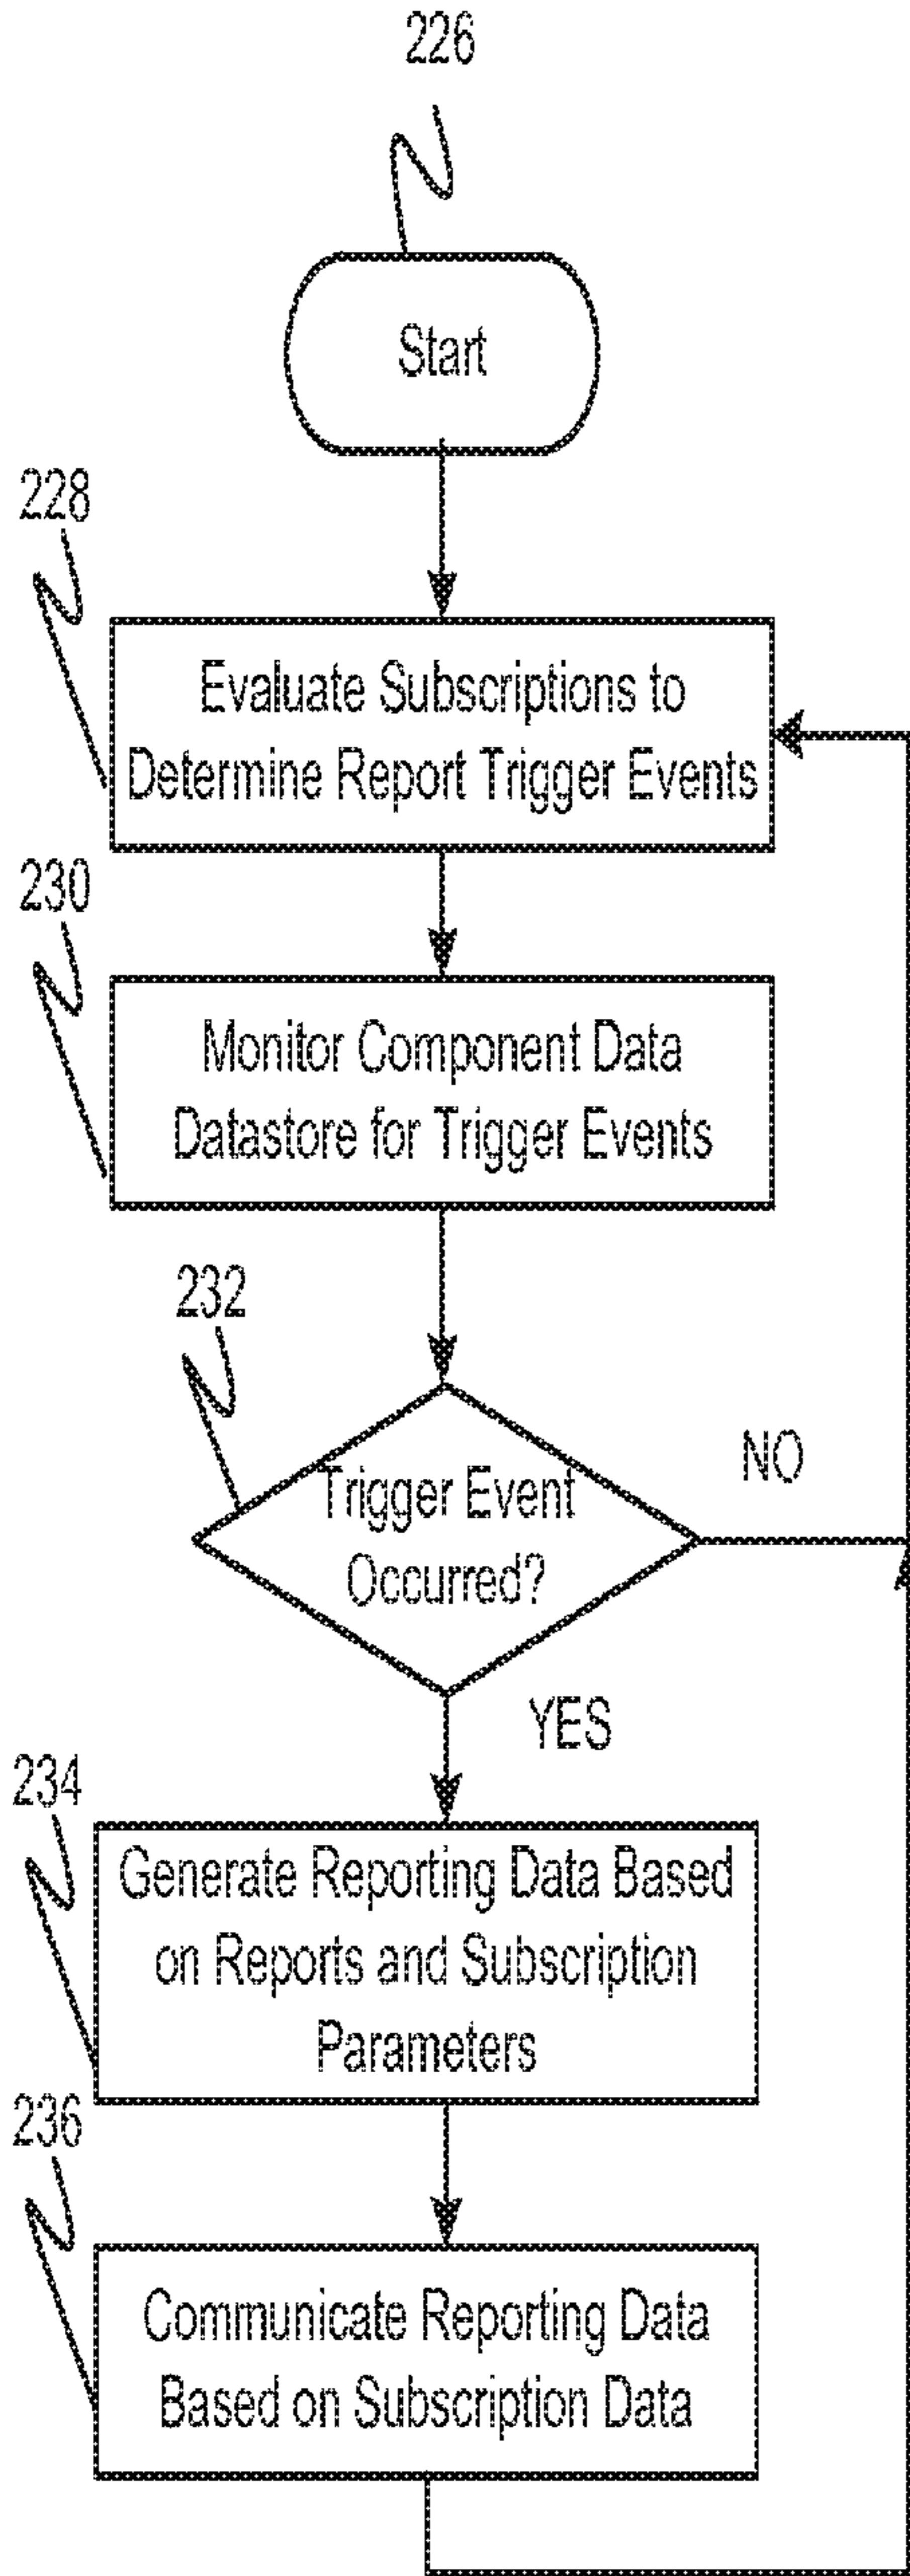 226
Start
228
Evaluate Subscriptions to
Determine Report Trigger Events
230
Monitor Component Data
Datastore for Trigger Events
232
Trigger Event
Occurred?
NO
YES
234
Generate Reporting Data Based
on Reports and Subscription
Parameters
236
Communicate Reporting Data
Based on Subscription Data